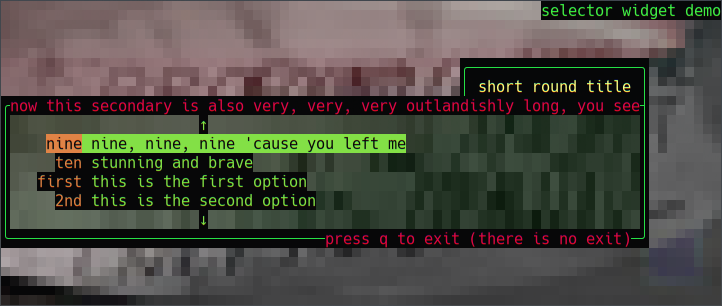 selector widget demo
short round title
now this secondary is also very, very, very outlandishly long, you see
↑
nine nine, nine, nine 'cause you left me
ten stunning and brave
first this is the first option
2nd this is the second option
↓
press q to exit (there is no exit)